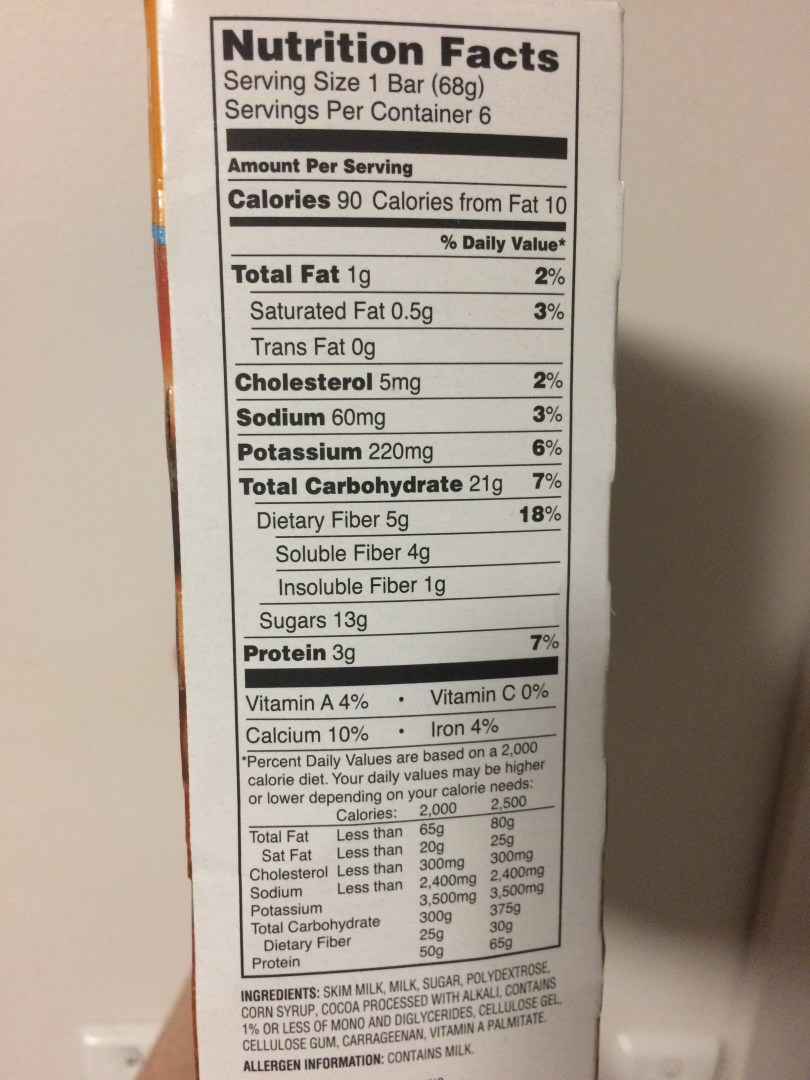 Nutrition Facts
Serving Size 1 Bar (68g)
Servings Per Container 6
Amount Per Serving
Calories 90 Calories from Fat 10
% Daily Value*
Total Fat 1g 2%
Saturated Fat 0.5g 3%
Trans Fat 0g
Cholesterol 5mg 2%
Sodium 60mg 3%
Potassium 220mg 6%
Total Carbohydrate 21g 7%
Dietary Fiber 5g 18%
Soluble Fiber 4g
Insoluble Fiber 1g
Sugars 13g
Protein 3g 7%
Vitamin A 4% • Vitamin C 0%
Calcium 10% • Iron 4%
*Percent Daily Values are based on a 2,000
calorie diet. Your daily values may be higher
or lower depending on your calorie needs:
Calories: 2,000 2,500
Total Fat Less than 65g 80g
Sat Fat Less than 20g 25g
Cholesterol Less than 300mg 300mg
Sodium Less than 2,400mg 2,400mg
Potassium 3,500mg 3,500mg
Total Carbohydrate 300g 375g
Dietary Fiber 25g 30g
Protein 50g 65g
INGREDIENTS: SKIM MILK, MILK, SUGAR, POLYDEXTROSE,
CORN SYRUP, COCOA PROCESSED WITH ALKALI, CONTAINS
1% OR LESS OF MONO AND DIGLYCERIDES, CELLULOSE GEL,
CELLULOSE GUM, CARRAGEENAN, VITAMIN A PALMITATE.
ALLERGEN INFORMATION: CONTAINS MILK.